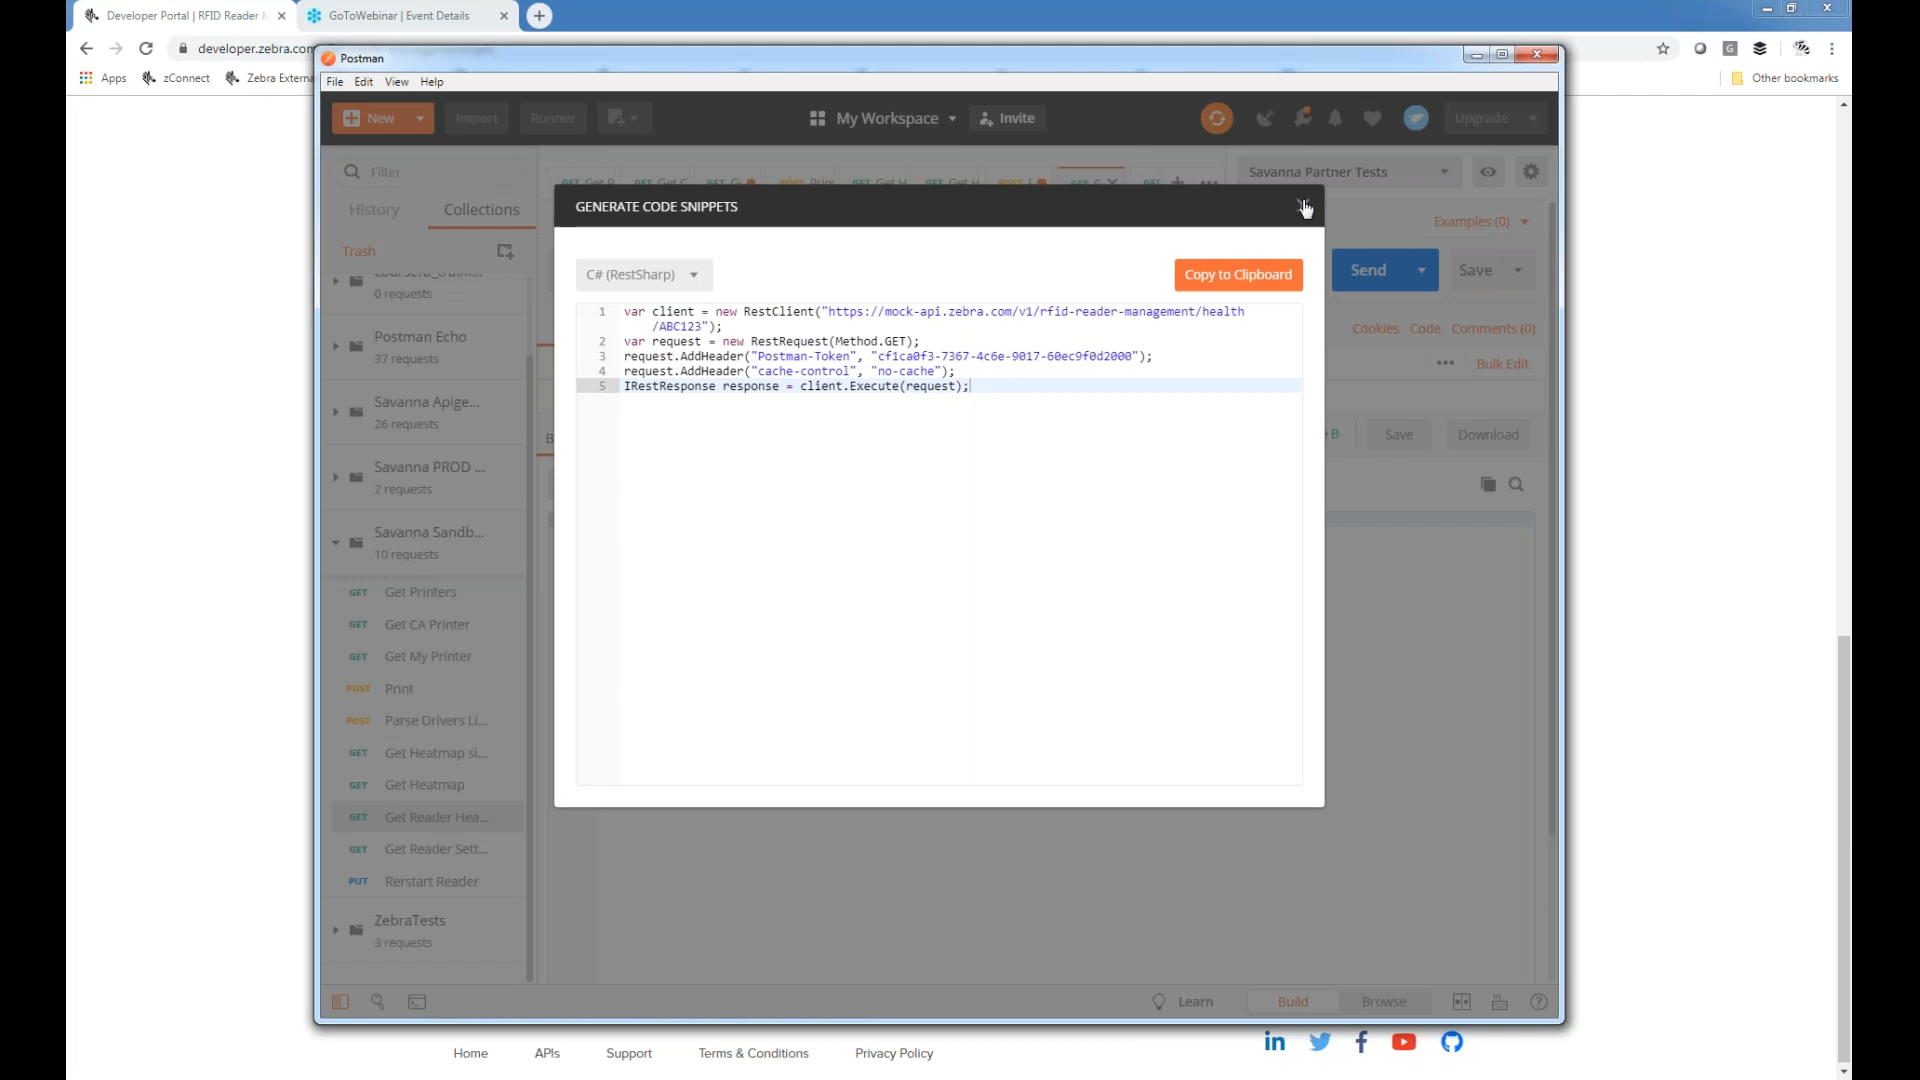 Developer Portal | RFID Reader
GoToWebinar | Event Details
developer.zebra.com
Apps
zConnect
Zebra Externa
Other bookmarks
Postman
File Edit View Help
New
Import
Runner
My Workspace
Invite
Upgrade
Filter
History
Collections
Trash
0 requests
Postman Echo
37 requests
Savanna Apige...
26 requests
Savanna PROD ...
2 requests
Savanna Sandb...
10 requests
GET Get Printers
GET Get CA Printer
GET Get My Printer
POST Print
POST Parse Drivers Li...
GET Get Heatmap si...
GET Get Heatmap
GET Get Reader Hea...
GET Get Reader Sett...
PUT Rerstart Reader
ZebraTests
3 requests
Savanna Partner Tests
Examples (0)
Send
Save
Cookies Code Comments (0)
Bulk Edit
B
Save
Download
GENERATE CODE SNIPPETS
C# (RestSharp)
Copy to Clipboard
1 var client = new RestClient("https://mock-api.zebra.com/v1/rfid-reader-management/health
/ABC123");
2 var request = new RestRequest(Method.GET);
3 request.AddHeader("Postman-Token", "cf1ca0f3-7367-4c6e-9017-60ec9f0d2000");
4 request.AddHeader("cache-control", "no-cache");
5 IRestResponse response = client.Execute(request);
Learn
Build
Browse
Home
APIs
Support
Terms & Conditions
Privacy Policy